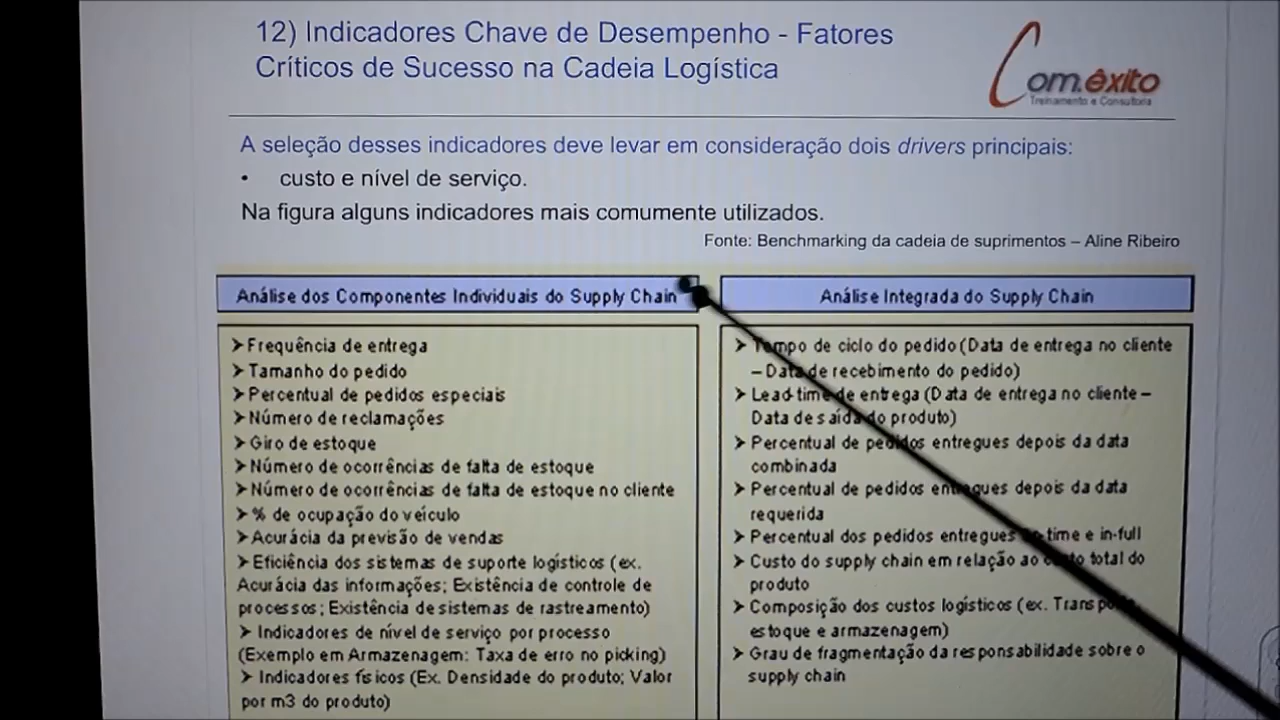 12) Indicadores Chave de Desempenho - Fatores
Críticos de Sucesso na Cadeia Logística
Com.êxito
Treinamento e Consultoria
A seleção desses indicadores deve levar em consideração dois drivers principais:
• custo e nível de serviço.
Na figura alguns indicadores mais comumente utilizados.
Fonte: Benchmarking da cadeia de suprimentos – Aline Ribeiro
Análise dos Componentes Individuais do Supply Chain
➤Frequência de entrega
➤Tamanho do pedido
➤Percentual de pedidos especiais
➤Número de reclamações
➤Giro de estoque
➤Número de ocorrências de falta de estoque
➤Número de ocorrências de falta de estoque no cliente
➤% de ocupação do veículo
➤Acurácia da previsão de vendas
➤Eficiência dos sistemas de suporte logísticos (ex.
Acurácia das informações; Existência de controle de
processos; Existência de sistemas de rastreamento)
➤ Indicadores de nível de serviço por processo
(Exemplo em Armazenagem: Taxa de erro no picking)
➤ Indicadores físicos (Ex. Densidade do produto; Valor
por m3 do produto)
Análise Integrada do Supply Chain
➤ Tempo de ciclo do pedido (Data de entrega no cliente
– Data de recebimento do pedido)
➤ Lead-time de entrega (Data de entrega no cliente –
Data de saída do produto)
➤ Percentual de pedidos entregues depois da data
combinada
➤ Percentual de pedidos entregues depois da data
requerida
➤ Percentual dos pedidos entregues on-time e in-full
➤ Custo do supply chain em relação ao custo total do
produto
➤ Composição dos custos logísticos (ex. Transporte,
estoque e armazenagem)
➤ Grau de fragmentação da responsabilidade sobre o
supply chain